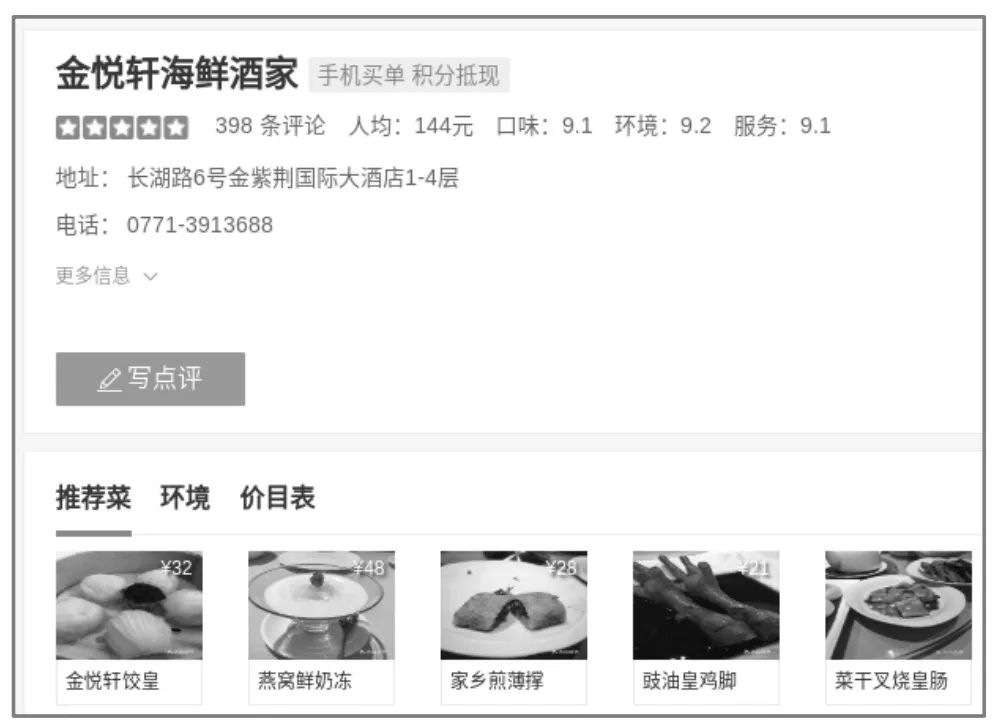 金悦轩海鲜酒家 手机买单 积分抵现
398 条评论 人均：144元 口味：9.1 环境：9.2 服务：9.1
地址： 长湖路6号金紫荆国际大酒店1-4层
电话： 0771-3913688
更多信息
写点评
推荐菜 环境 价目表
¥32 ¥48 ¥28 ¥21
金悦轩饺皇 燕窝鲜奶冻 家乡煎薄撑 豉油皇鸡脚 菜干叉烧皇肠